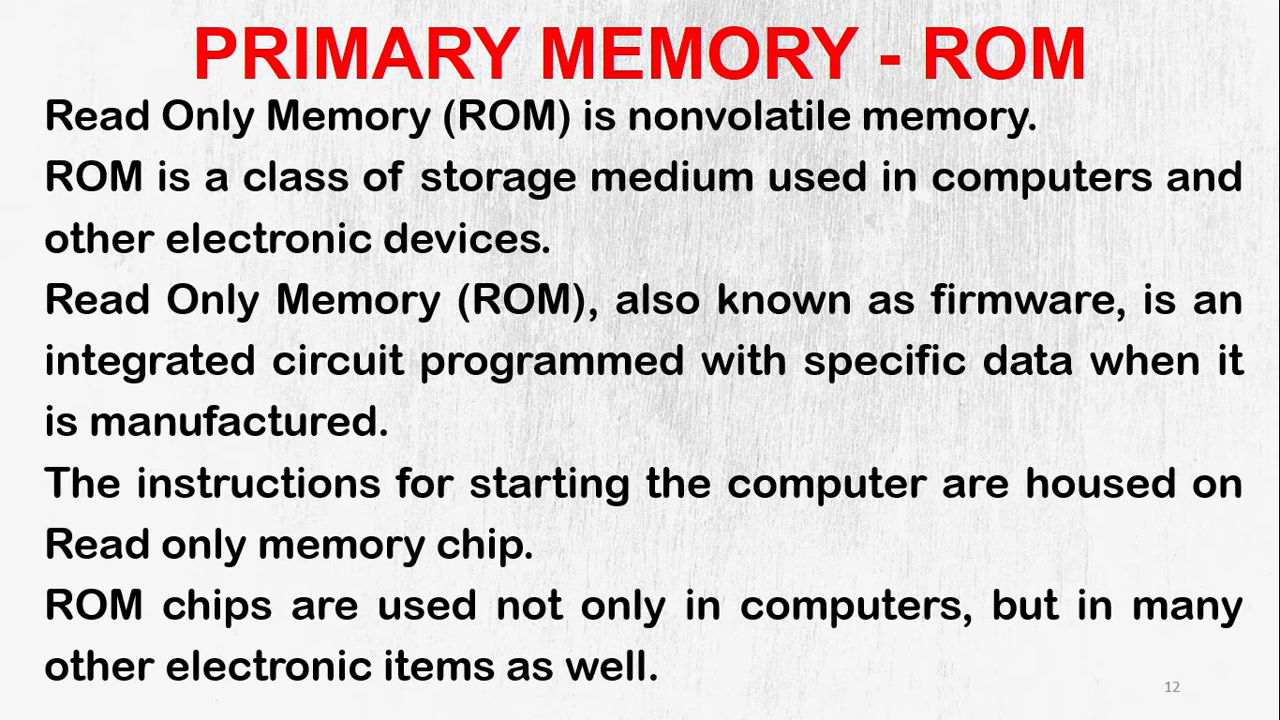 PRIMARY MEMORY - ROM
Read Only Memory (ROM) is nonvolatile memory.
ROM is a class of storage medium used in computers and
other electronic devices.
Read Only Memory (ROM), also known as firmware, is an
integrated circuit programmed with specific data when it
is manufactured.
The instructions for starting the computer are housed on
Read only memory chip.
ROM chips are used not only in computers, but in many
other electronic items as well.
12